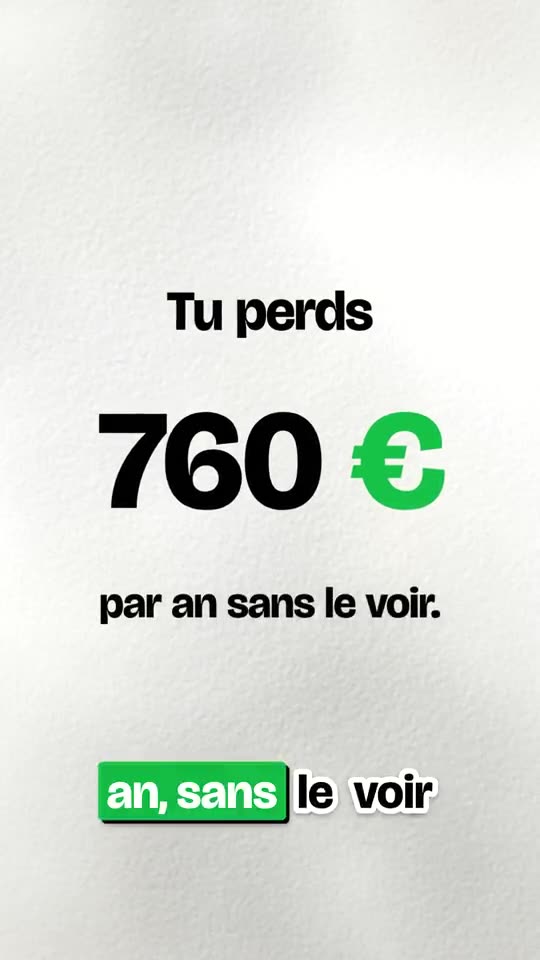 Tu perds
760 €
par an sans le voir.
an, sans le voir